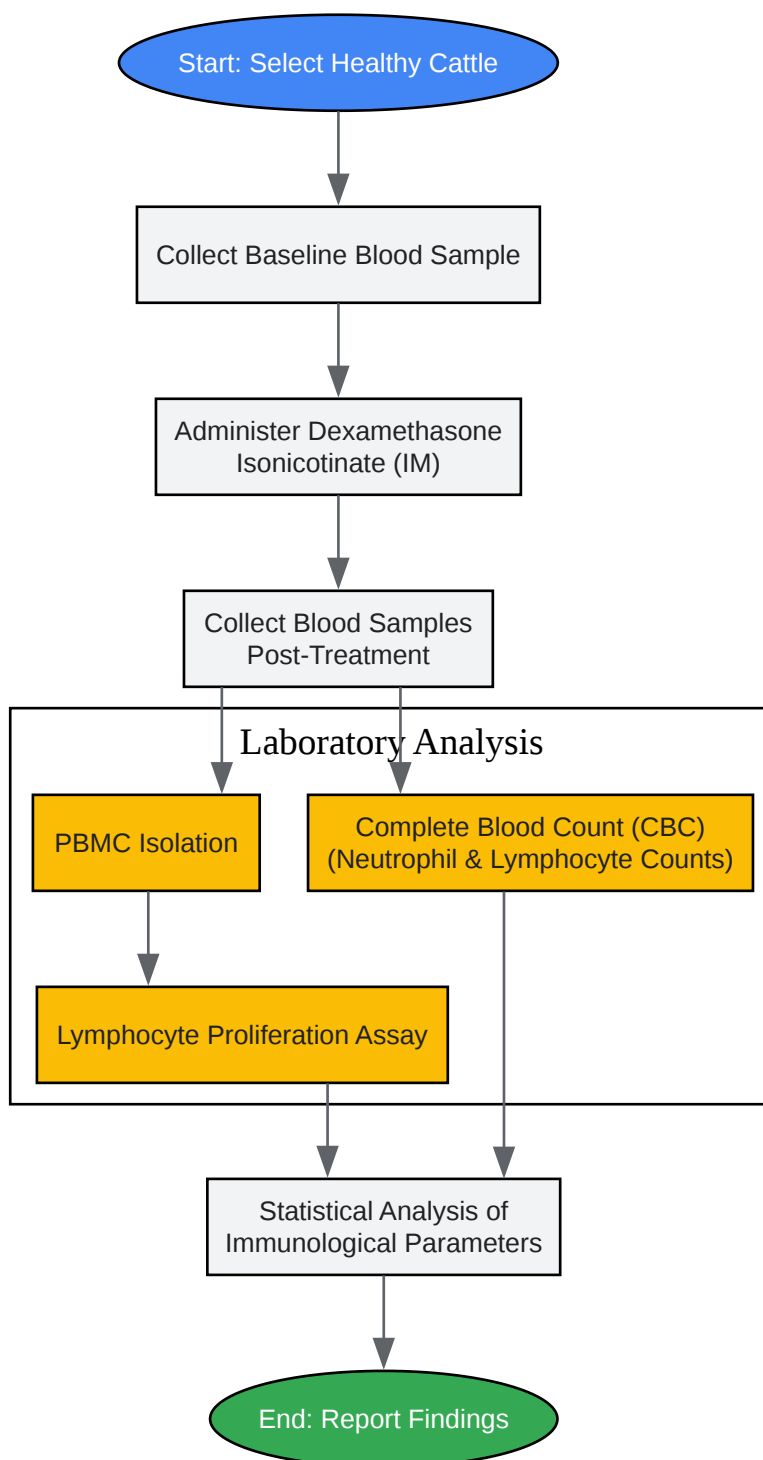 Start: Select Healthy Cattle
Collect Baseline Blood Sample
Administer Dexamethasone
Isonicotinate (IM)
Collect Blood Samples
Post-Treatment
Laboratory Analysis
PBMC Isolation
Complete Blood Count (CBC)
(Neutrophil & Lymphocyte Counts)
Lymphocyte Proliferation Assay
Statistical Analysis of
Immunological Parameters
End: Report Findings